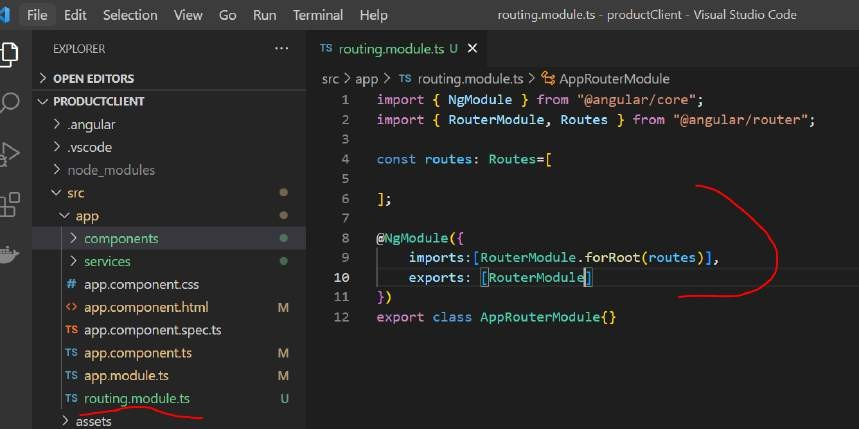 File Edit Selection View Go Run Terminal Help routing.module.ts - productClient - Visual Studio Code
EXPLORER ...
OPEN EDITORS
PRODUCTCLIENT
.angular
.vscode
node_modules
src
app
components
services
# app.component.css
<> app.component.html M
TS app.component.spec.ts
TS app.component.ts M
TS app.module.ts M
TS routing.module.ts U
assets
TS routing.module.ts U ×
src > app > TS routing.module.ts > AppRouterModule
1 import { NgModule } from "@angular/core";
2 import { RouterModule, Routes } from "@angular/router";
3
4 const routes: Routes=[
5
6 ];
7
8 @NgModule({
9 imports:[RouterModule.forRoot(routes)],
10 exports: [RouterModule]
11 })
12 export class AppRouterModule{}